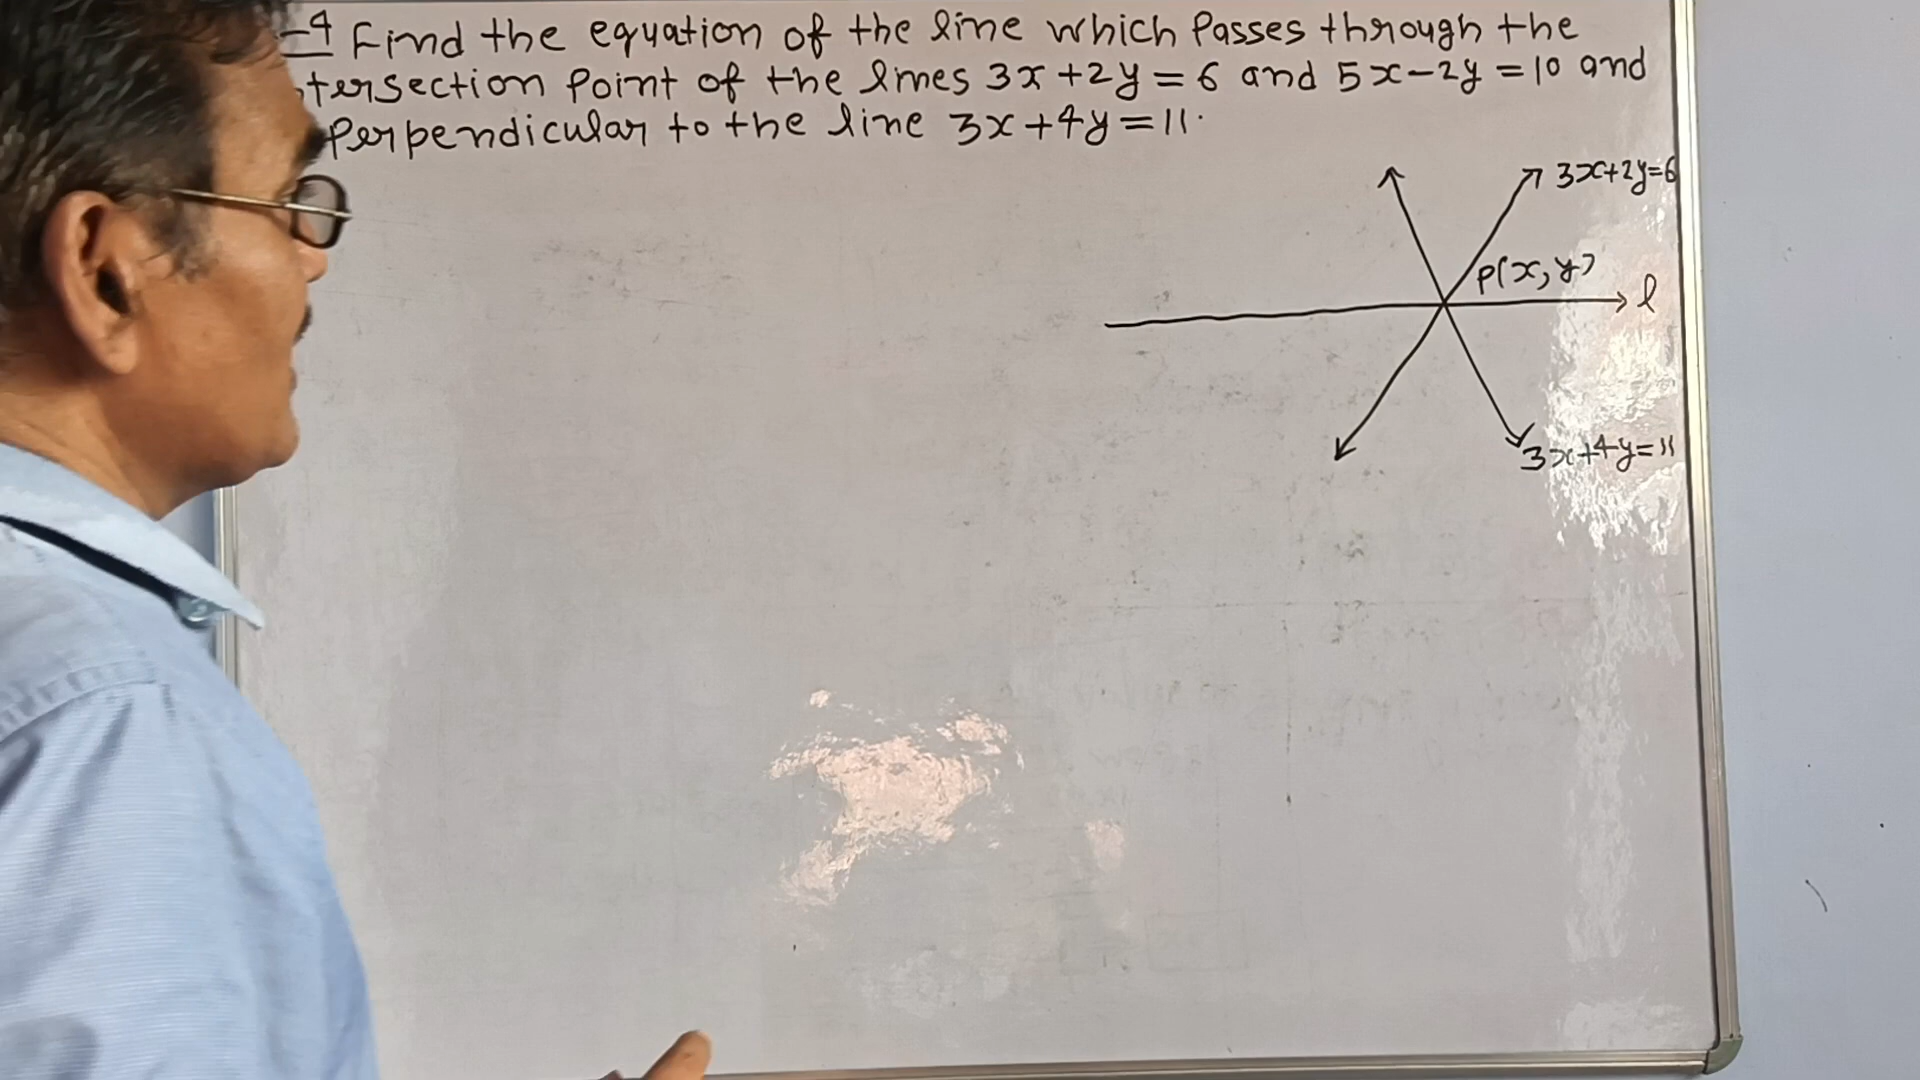 -4 Find the equation of the line which Passes through the
tersection Point of the lines 3x+2y=6 and 5x-2y=10 and
Perpendicular to the line 3x+4y=11.
3x+2y=6
P(x,y)
l
3x+4y=11